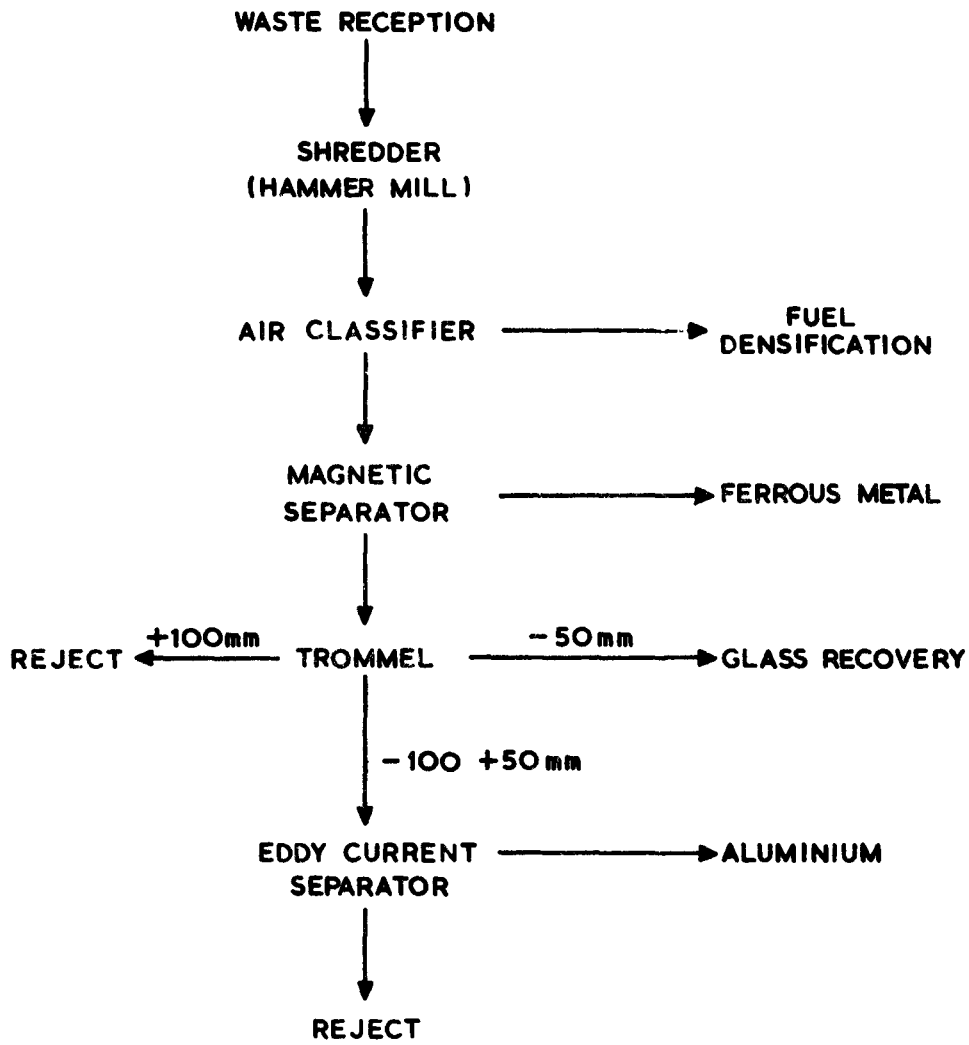 WASTE RECEPTION
SHREDDER
(HAMMER MILL)
AIR CLASSIFIER
FUEL
DENSIFICATION
MAGNETIC
SEPARATOR
FERROUS METAL
REJECT
+100mm
TROMMEL
-50mm
GLASS RECOVERY
-100 +50mm
EDDY CURRENT
SEPARATOR
ALUMINIUM
REJECT